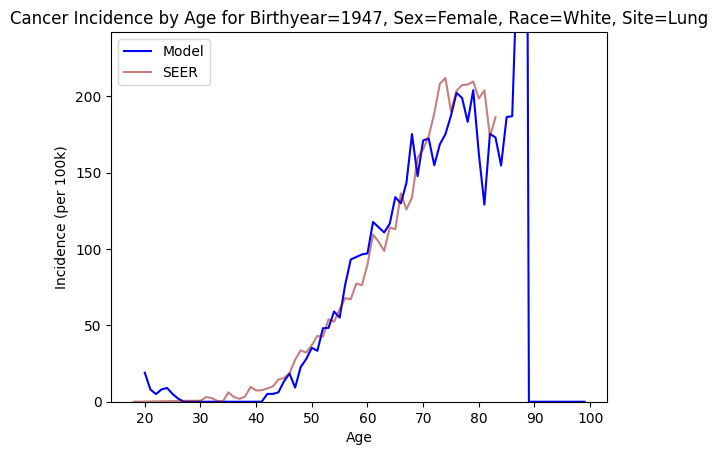 Cancer Incidence by Age for Birthyear=1947, Sex=Female, Race=White, Site=Lung
Model
SEER
200
150
100
50
0
Incidence (per 100k)
20 30 40 50 60 70 80 90 100
Age